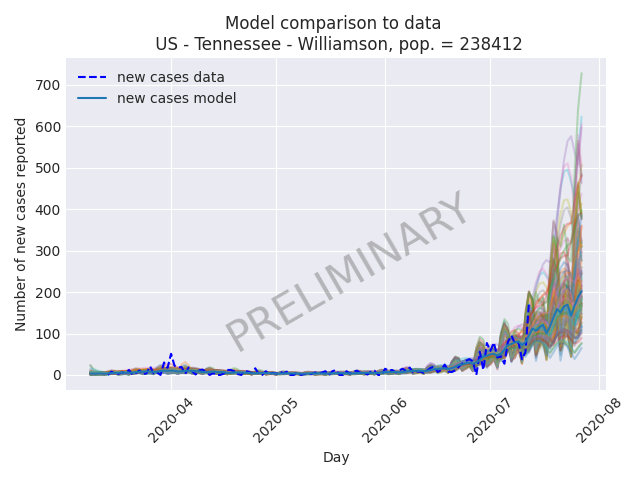 Model comparison to data
US - Tennessee - Williamson, pop. = 238412
new cases data
new cases model
Number of new cases reported
700
600
500
400
300
200
100
0
PRELIMINARY
2020-04
2020-05
2020-06
2020-07
2020-08
Day